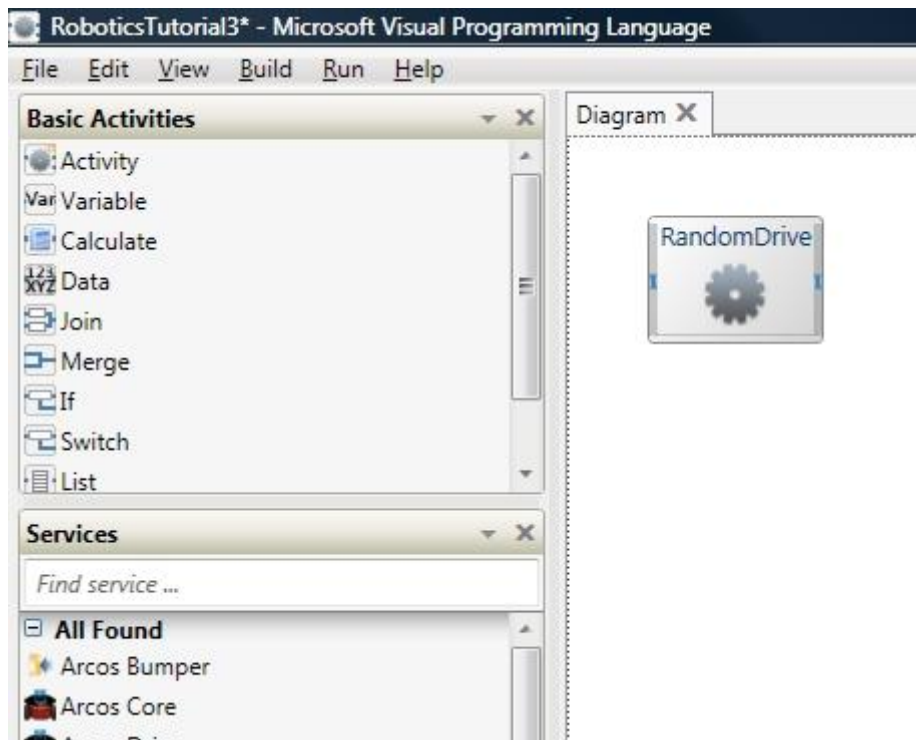 RoboticsTutorial3* - Microsoft Visual Programming Language
File Edit View Build Run Help
Basic Activities
Activity
Var Variable
Calculate
123
XYZ Data
Join
Merge
If
Switch
List
Services
Find service ...
All Found
Arcos Bumper
Arcos Core
Diagram
RandomDrive